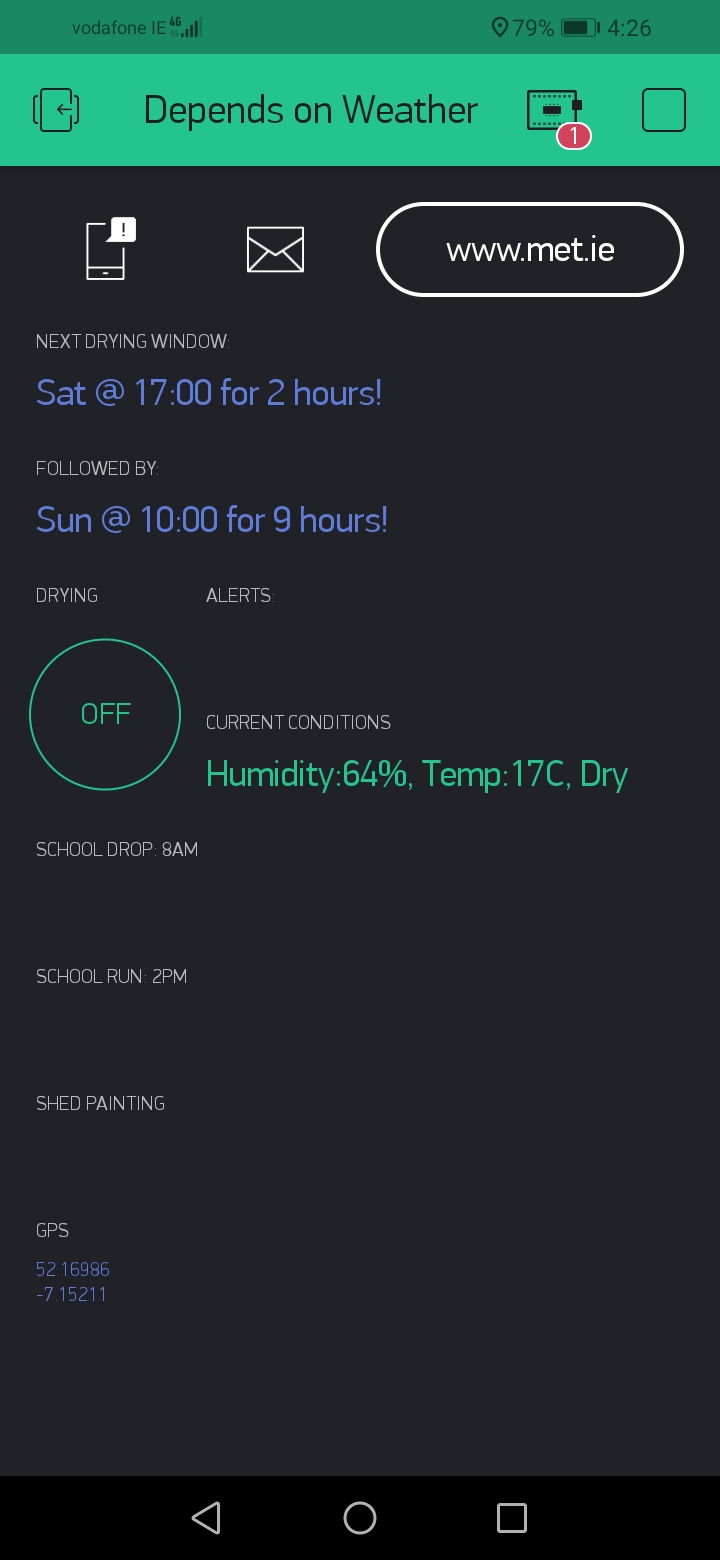 vodafone IE 4G 79% 4:26
Depends on Weather
1
! www.met.ie
NEXT DRYING WINDOW:
Sat @ 17:00 for 2 hours!
FOLLOWED BY:
Sun @ 10:00 for 9 hours!
DRYING ALERTS:
OFF
CURRENT CONDITIONS
Humidity:64%, Temp:17C, Dry
SCHOOL DROP: 8AM
SCHOOL RUN: 2PM
SHED PAINTING
GPS
52.16986
-7.15211